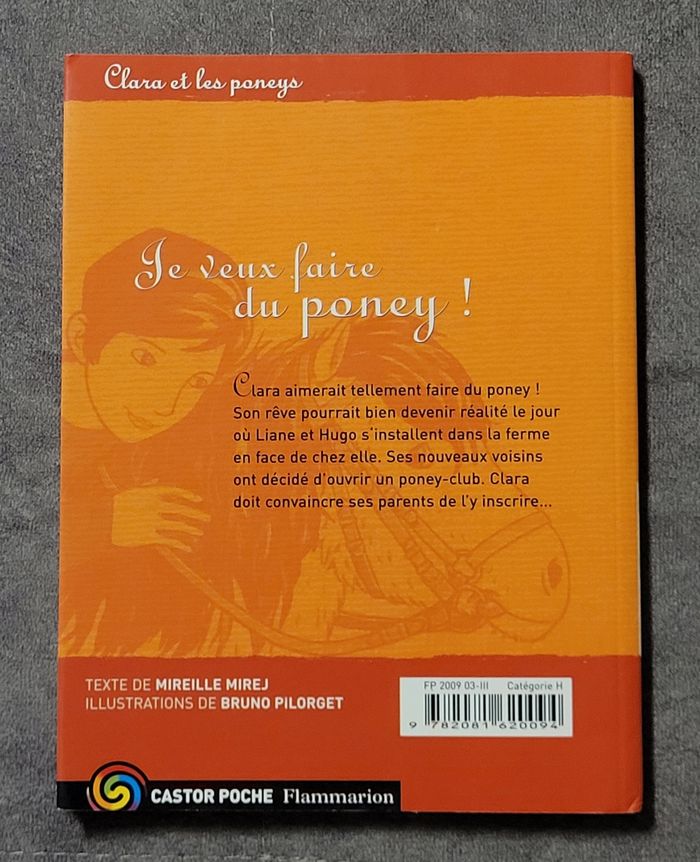 Clara et les poneys
Je veux faire
du poney !
Clara aimerait tellement faire du poney !
Son rêve pourrait bien devenir réalité le jour
où Liane et Hugo s'installent dans la ferme
en face de chez elle. Ses nouveaux voisins
ont décidé d'ouvrir un poney-club. Clara
doit convaincre ses parents de l'y inscrire...
TEXTE DE MIREILLE MIREJ
ILLUSTRATIONS DE BRUNO PILORGET
FP 2009 03-III Catégorie H
9 782081 620094
CASTOR POCHE Flammarion